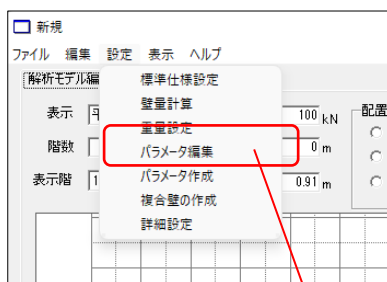 新規
ファイル 編集 設定 表示 ヘルプ
解析モデル編
標準仕様設定
壁量計算
重量設定
パラメータ編集
パラメータ作成
複合壁の作成
詳細設定
表示 平
100 kN
配置
階数
0 m
表示階 1
0.91 m